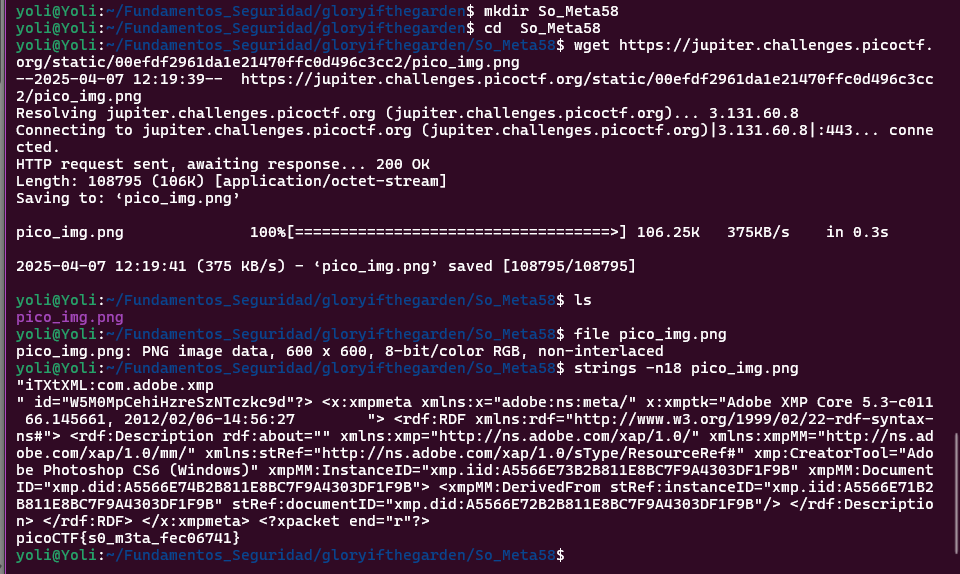 yoli@Yoli:~/Fundamentos_Seguridad/gloryifthegarden$ mkdir So_Meta58
yoli@Yoli:~/Fundamentos_Seguridad/gloryifthegarden$ cd  So_Meta58
yoli@Yoli:~/Fundamentos_Seguridad/gloryifthegarden/So_Meta58$ wget https://jupiter.challenges.picoctf.
org/static/00efdf2961da1e21470ffc0d496c3cc2/pico_img.png
--2025-04-07 12:19:39--  https://jupiter.challenges.picoctf.org/static/00efdf2961da1e21470ffc0d496c3cc
2/pico_img.png
Resolving jupiter.challenges.picoctf.org (jupiter.challenges.picoctf.org)... 3.131.60.8
Connecting to jupiter.challenges.picoctf.org (jupiter.challenges.picoctf.org)|3.131.60.8|:443... conne
cted.
HTTP request sent, awaiting response... 200 OK
Length: 108795 (106K) [application/octet-stream]
Saving to: ‘pico_img.png’
pico_img.png              100%[===================================>] 106.25K   375KB/s    in 0.3s
2025-04-07 12:19:41 (375 KB/s) - ‘pico_img.png’ saved [108795/108795]
yoli@Yoli:~/Fundamentos_Seguridad/gloryifthegarden/So_Meta58$ ls
pico_img.png
yoli@Yoli:~/Fundamentos_Seguridad/gloryifthegarden/So_Meta58$ file pico_img.png
pico_img.png: PNG image data, 600 x 600, 8-bit/color RGB, non-interlaced
yoli@Yoli:~/Fundamentos_Seguridad/gloryifthegarden/So_Meta58$ strings -n18 pico_img.png
"iTXtXML:com.adobe.xmp
" id="W5M0MpCehiHzreSzNTczkc9d"?> <x:xmpmeta xmlns:x="adobe:ns:meta/" x:xmptk="Adobe XMP Core 5.3-c011
 66.145661, 2012/02/06-14:56:27        "> <rdf:RDF xmlns:rdf="http://www.w3.org/1999/02/22-rdf-syntax-
ns#"> <rdf:Description rdf:about="" xmlns:xmp="http://ns.adobe.com/xap/1.0/" xmlns:xmpMM="http://ns.ad
obe.com/xap/1.0/mm/" xmlns:stRef="http://ns.adobe.com/xap/1.0/sType/ResourceRef#" xmp:CreatorTool="Ado
be Photoshop CS6 (Windows)" xmpMM:InstanceID="xmp.iid:A5566E73B2B811E8BC7F9A4303DF1F9B" xmpMM:Document
ID="xmp.did:A5566E74B2B811E8BC7F9A4303DF1F9B"> <xmpMM:DerivedFrom stRef:instanceID="xmp.iid:A5566E71B2
B811E8BC7F9A4303DF1F9B" stRef:documentID="xmp.did:A5566E72B2B811E8BC7F9A4303DF1F9B"/> </rdf:Descriptio
n> </rdf:RDF> </x:xmpmeta> <?xpacket end="r"?>
picoCTF{s0_m3ta_fec06741}
yoli@Yoli:~/Fundamentos_Seguridad/gloryifthegarden/So_Meta58$